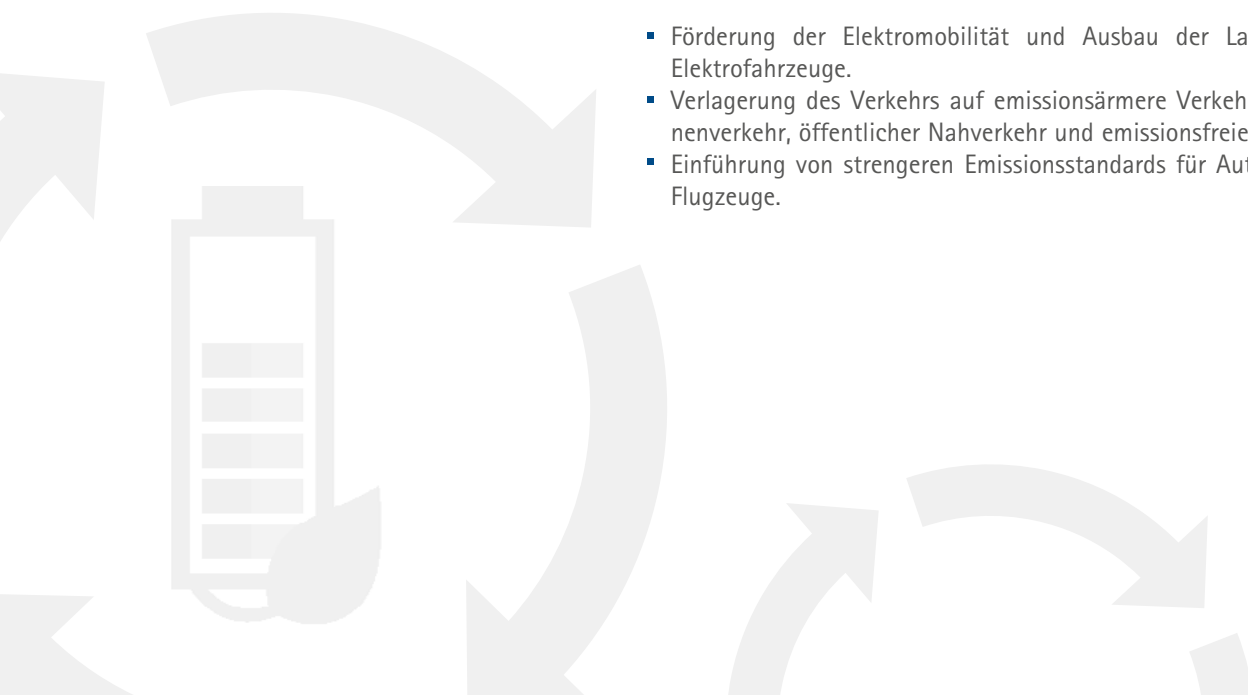 ▪ Förderung der Elektromobilität und Ausbau der La
Elektrofahrzeuge.
▪ Verlagerung des Verkehrs auf emissionsärmere Verkeh
nenverkehr, öffentlicher Nahverkehr und emissionsfreie
▪ Einführung von strengeren Emissionsstandards für Aut
Flugzeuge.